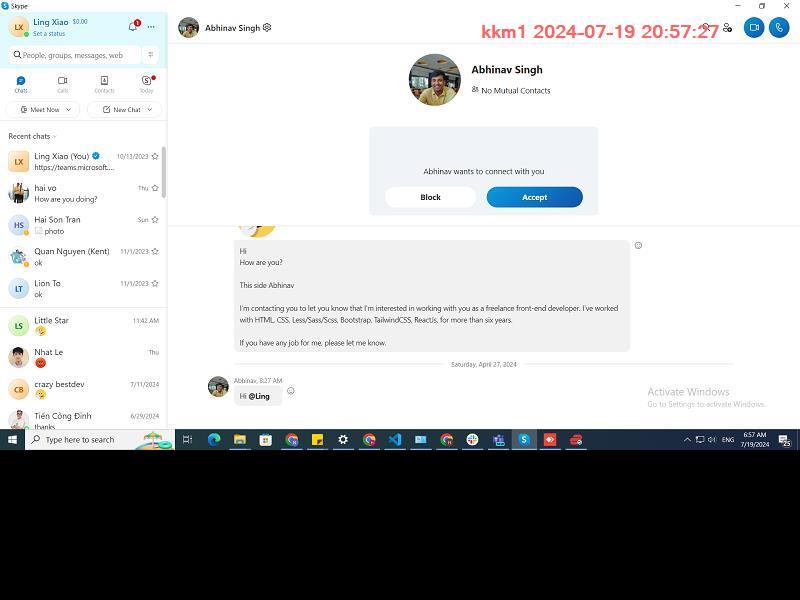 Skype
Ling Xiao $0.00
Set a status
LX
1
People, groups, messages, web
Chats
Calls
Contacts
Today
Meet Now
New Chat
Recent chats
LX
Ling Xiao (You)
10/13/2023
https://teams.microsoft....
hai vo
Thu
How are you doing?
HS
Hai Son Tran
Sun
photo
Quan Nguyen (Kent)
11/1/2023
ok
LT
Lion To
11/1/2023
ok
LS
Little Star
11:42 AM
Nhat Le
Thu
CB
crazy bestdev
7/11/2024
Tiến Công Đinh
6/29/2024
thanks
Abhinav Singh
kkm1 2024-07-19 20:57:27
Abhinav Singh
No Mutual Contacts
Abhinav wants to connect with you
Block
Accept
Hi
How are you?
This side Abhinav
I'm contacting you to let you know that I'm interested in working with you as a freelance front-end developer. I've worked
with HTML, CSS, Less/Sass/Scss, Bootstrap, TailwindCSS, ReactJs, for more than six years.
If you have any job for me, please let me know.
Saturday, April 27, 2024
Abhinav, 8:27 AM
Hi @Ling
Activate Windows
Go to Settings to activate Windows.
Type here to search
ENG
6:57 AM
7/19/2024
25